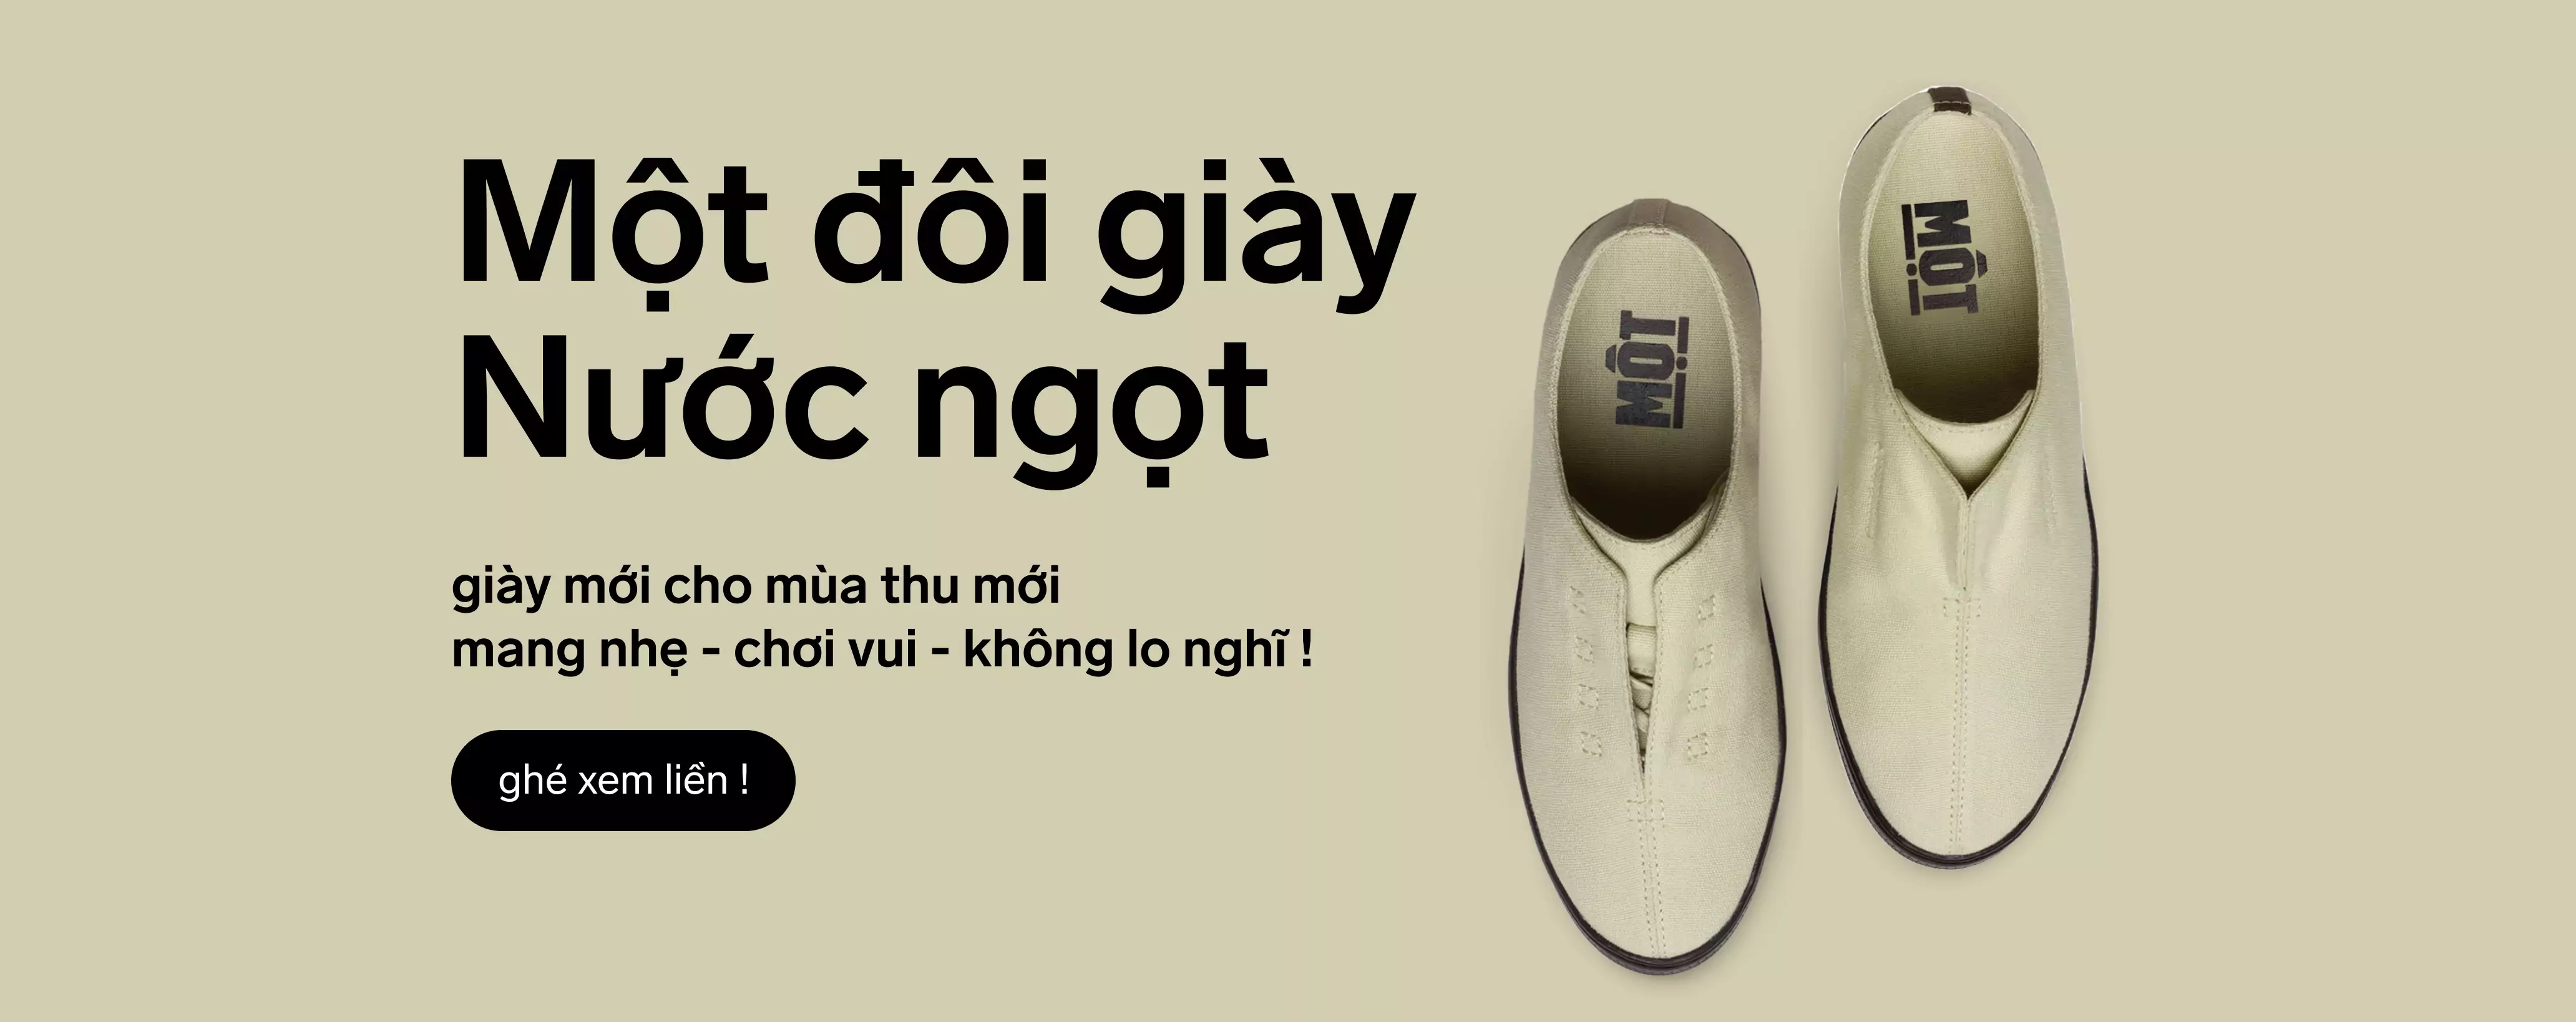 Một đôi giày
Nước ngọt
giày mới cho mùa thu mới
mang nhẹ - chơi vui - không lo nghĩ !
ghé xem liền !
MỘT
MỘT